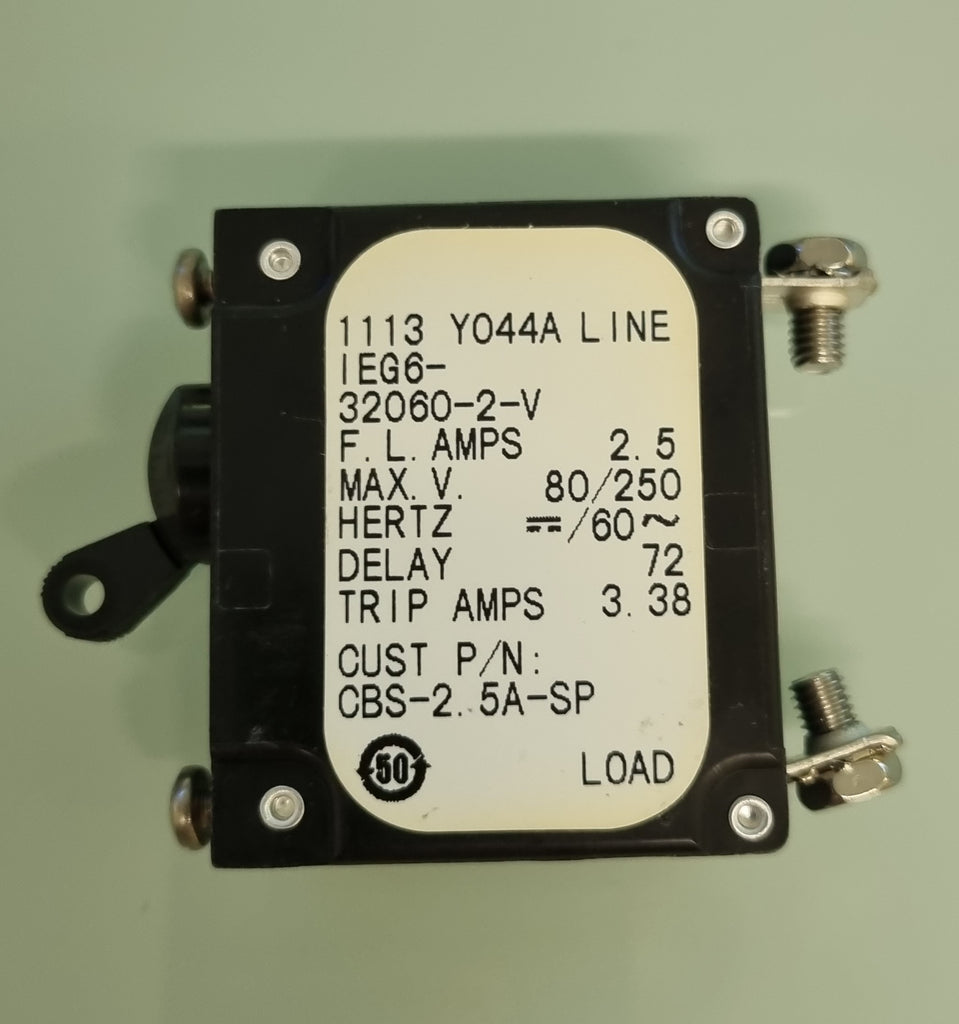 1113 Y044A LINE
IEG6-
32060-2-V
F.L. AMPS 2.5
MAX. V. 80/250
HERTZ ⎓/60~
DELAY 72
TRIP AMPS 3.38
CUST P/N:
CBS-2.5A-SP
50 LOAD